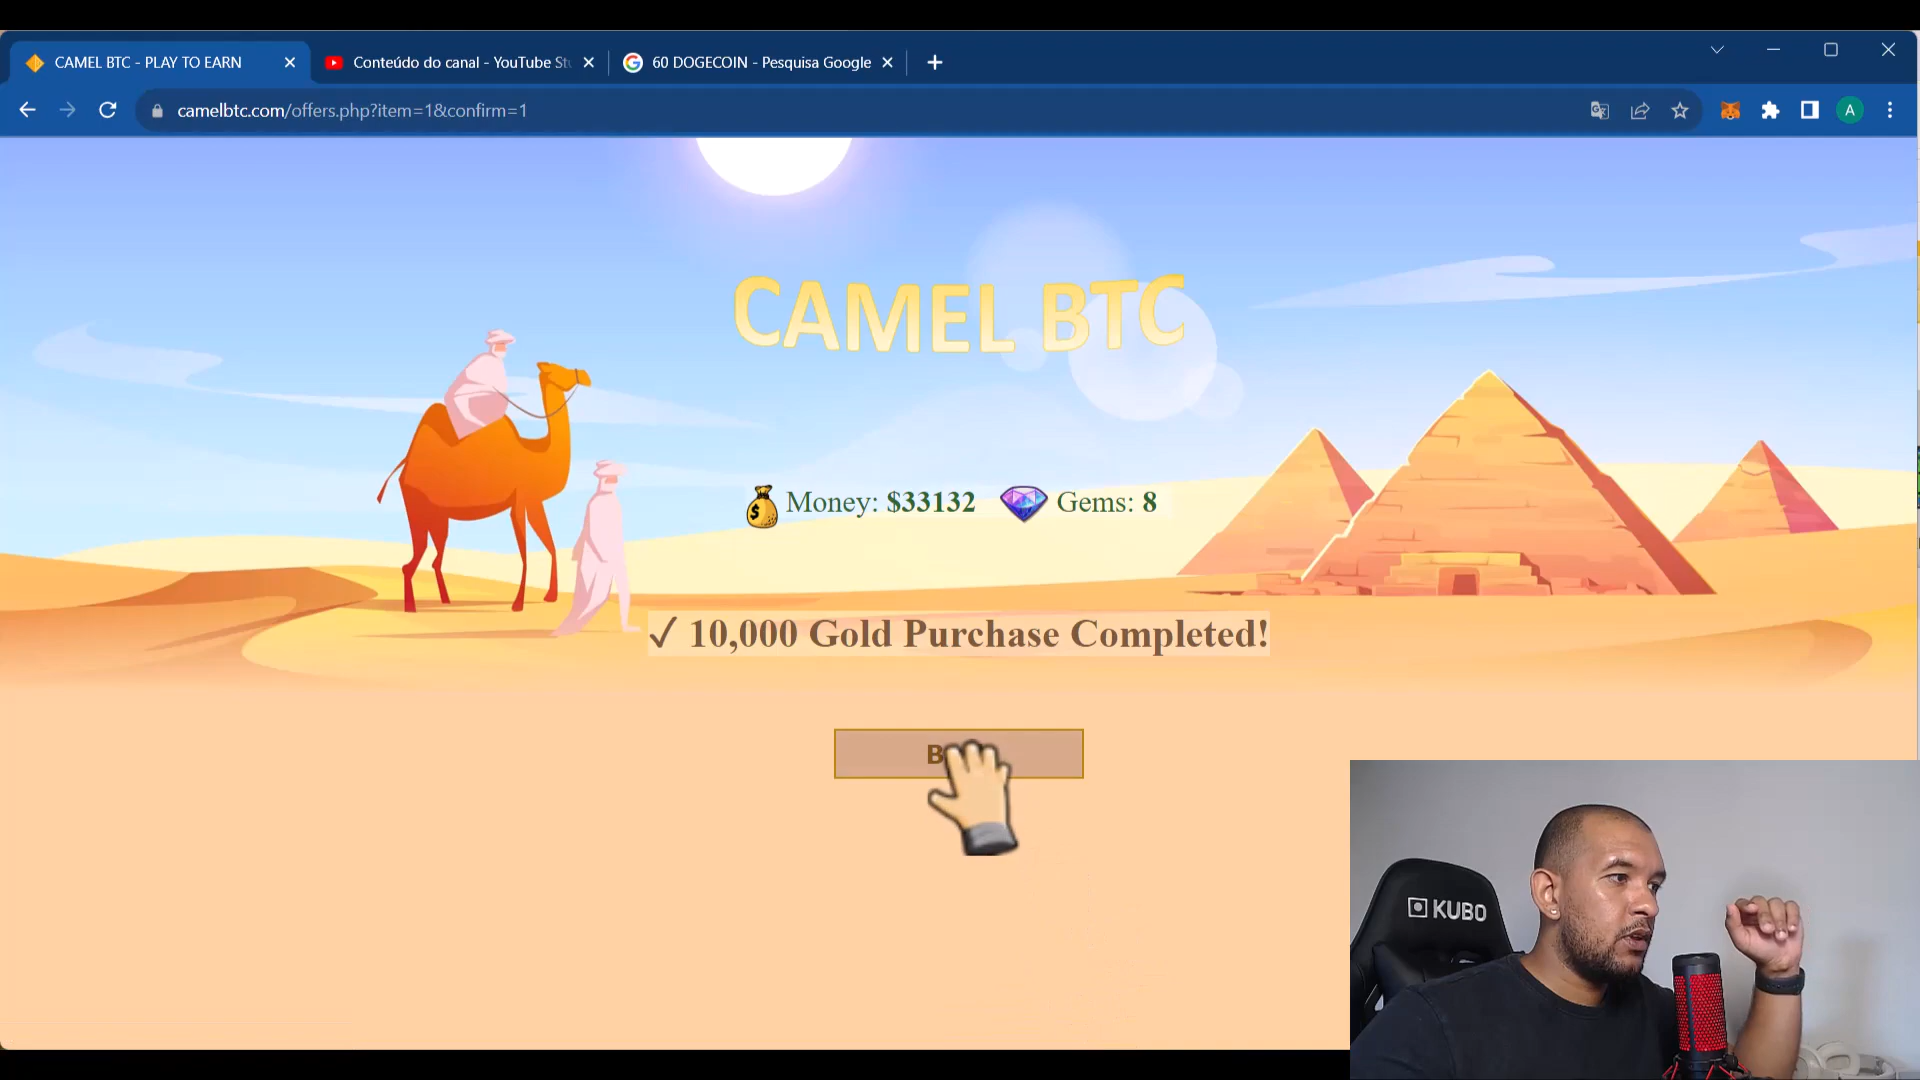 CAMEL BTC - PLAY TO EARN
Conteúdo do canal - YouTube St
60 DOGECOIN - Pesquisa Google
camelbtc.com/offers.php?item=1&confirm=1
A
CAMEL BTC
$
Money: $33132 Gems: 8
✓ 10,000 Gold Purchase Completed!
KUBO